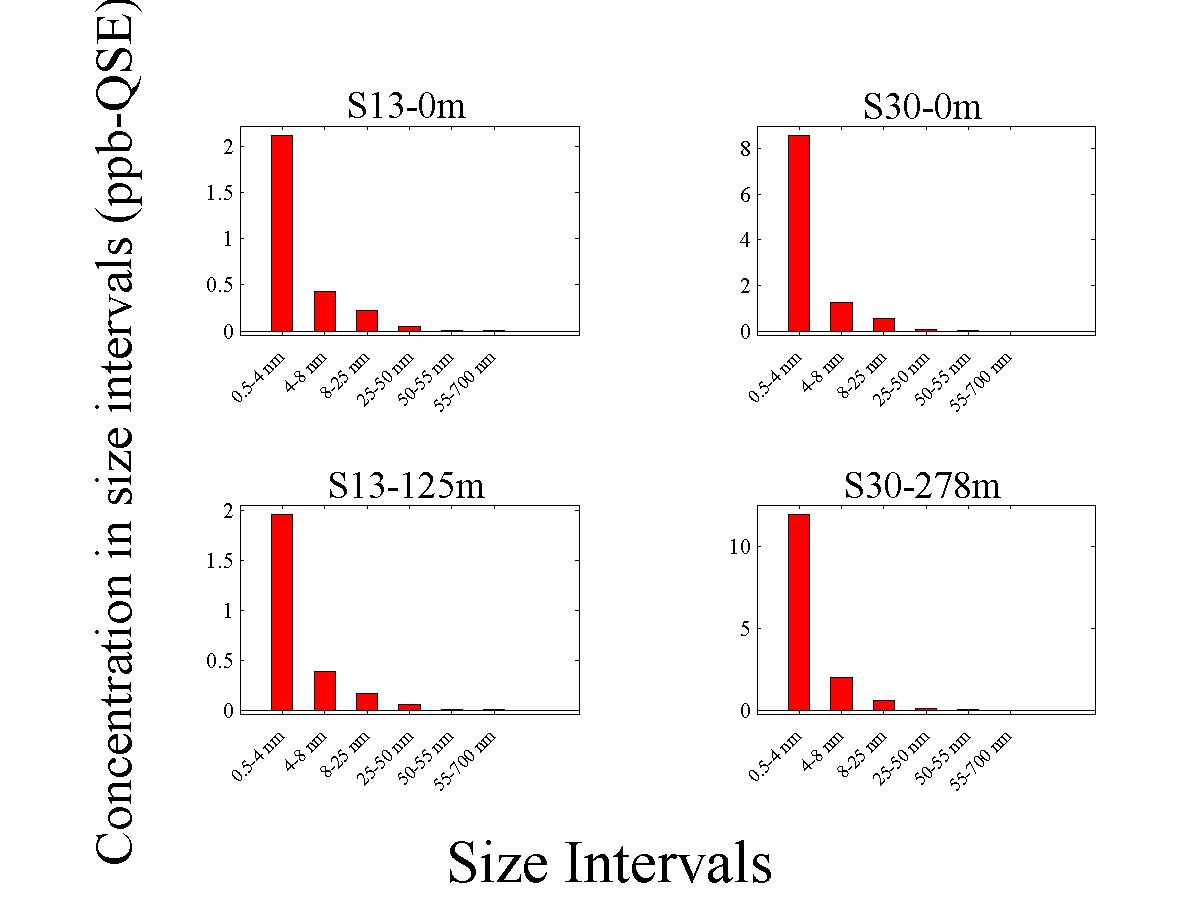 Concentration in size intervals (ppb-QSE)
S13-0m
2
1.5
1
0.5
0
0.5-4 nm
4-8 nm
8-25 nm
25-50 nm
50-55 nm
55-700 nm
S30-0m
8
6
4
2
0
0.5-4 nm
4-8 nm
8-25 nm
25-50 nm
50-55 nm
55-700 nm
S13-125m
2
1.5
1
0.5
0
0.5-4 nm
4-8 nm
8-25 nm
25-50 nm
50-55 nm
55-700 nm
S30-278m
10
5
0
0.5-4 nm
4-8 nm
8-25 nm
25-50 nm
50-55 nm
55-700 nm
Size Intervals